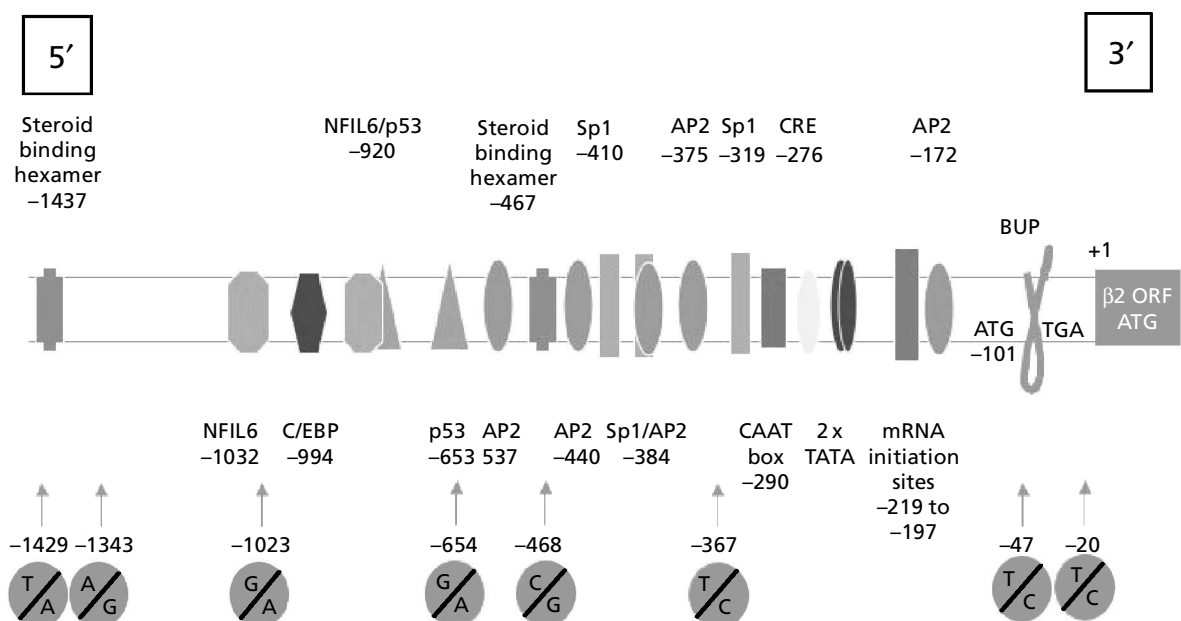 5′
3′
Steroid
binding
hexamer
–1437
NFIL6/p53
–920
Steroid
binding
hexamer
–467
Sp1
–410
AP2
–375
Sp1
–319
CRE
–276
AP2
–172
BUP
+1
β2 ORF
ATG
ATG
–101
TGA
NFIL6
–1032
C/EBP
–994
p53
–653
AP2
537
AP2
–440
Sp1/AP2
–384
CAAT
box
–290
2 x
TATA
mRNA
initiation
sites
–219 to
–197
–1429
–1343
–1023
–654
–468
–367
–47
–20
T/A
A/G
G/A
G/A
C/G
T/C
T/C
T/C